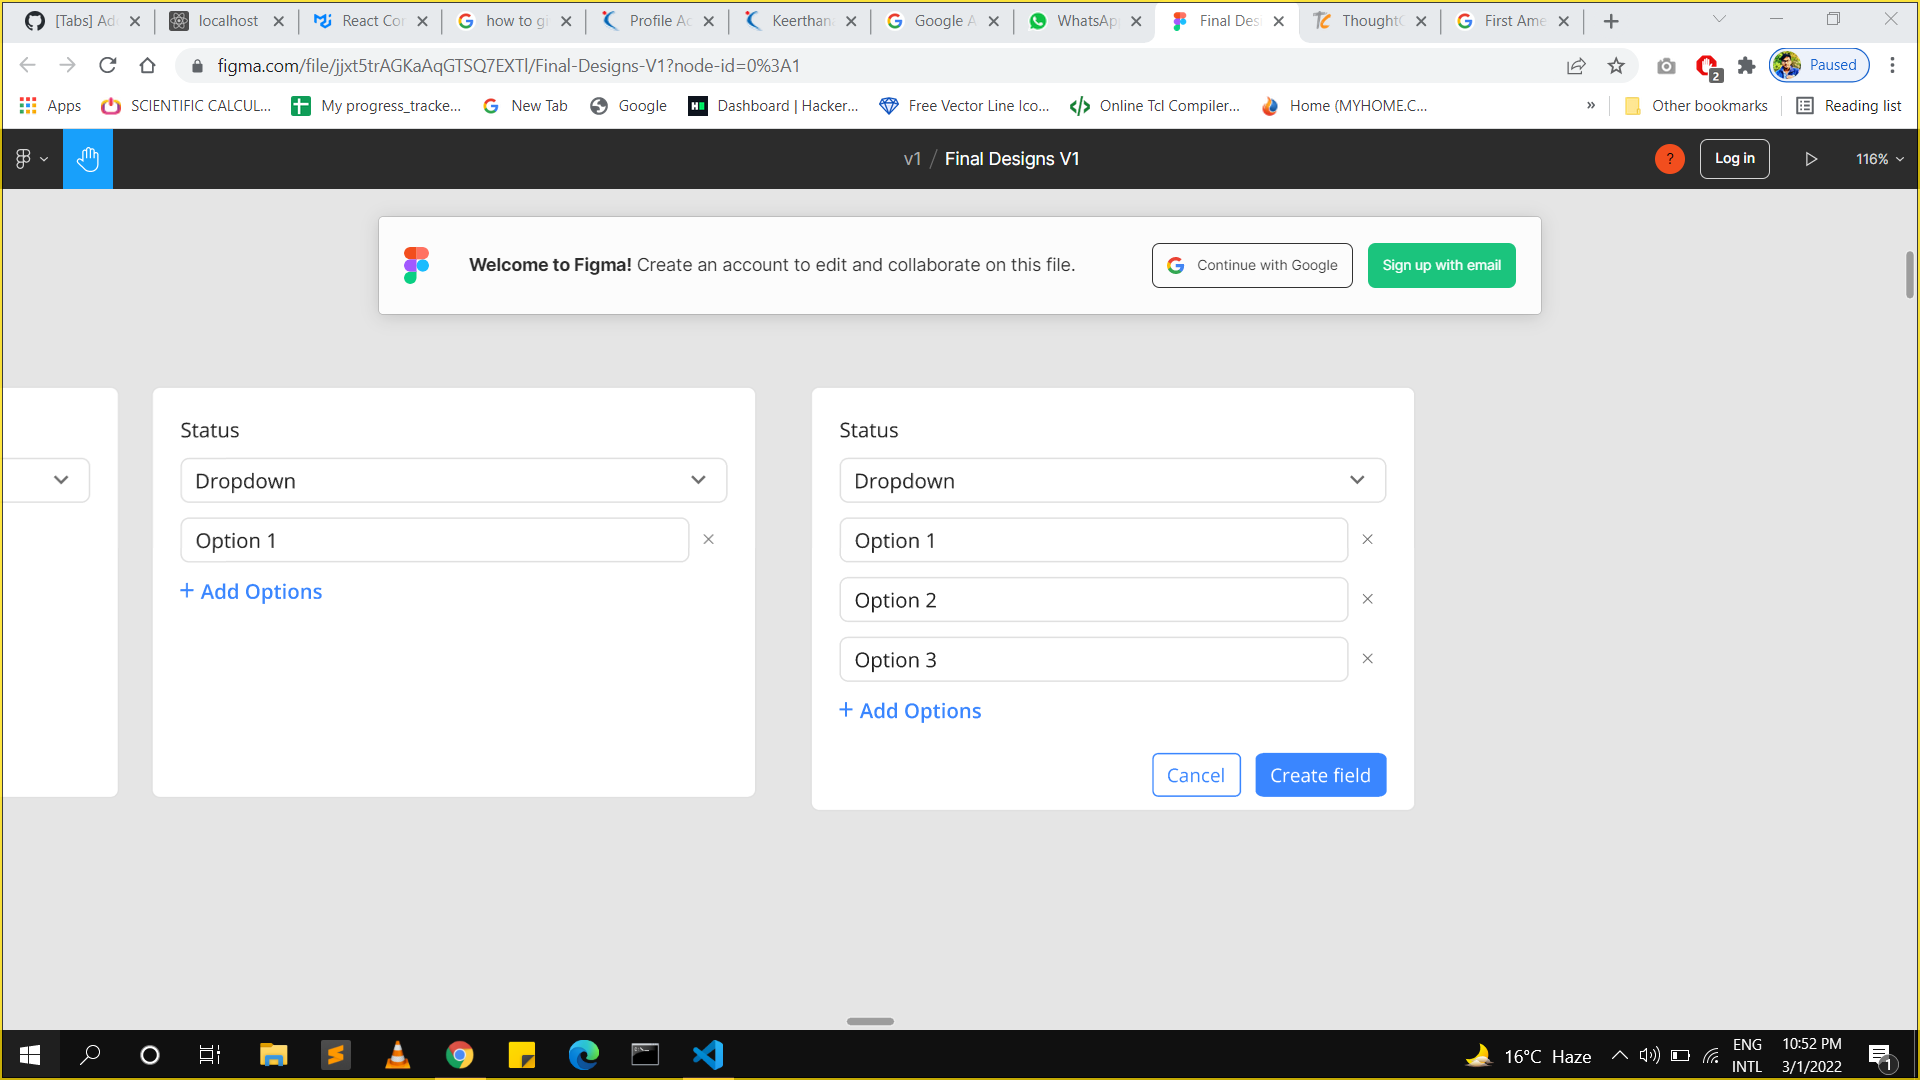 [Tabs] Ad
localhost
React Co
how to gi
Profile Ac
Keerthan
Google A
WhatsAp
Final Des
Thought
First Ame
figma.com/file/jjxt5trAGKaAqGTSQ7EXTl/Final-Designs-V1?node-id=0%3A1
2
Paused
Apps
SCIENTIFIC CALCUL...
My progress_tracke...
New Tab
Google
Dashboard | Hacker...
Free Vector Line Ico...
Online Tcl Compiler...
Home (MYHOME.C...
»
Other bookmarks
Reading list
v1 / Final Designs V1
?
Log in
116%
Welcome to Figma! Create an account to edit and collaborate on this file.
Continue with Google
Sign up with email
Status
Dropdown
Option 1
+ Add Options
Status
Dropdown
Option 1
Option 2
Option 3
+ Add Options
Cancel
Create field
16°C Haze
ENG
INTL
10:52 PM
3/1/2022
1